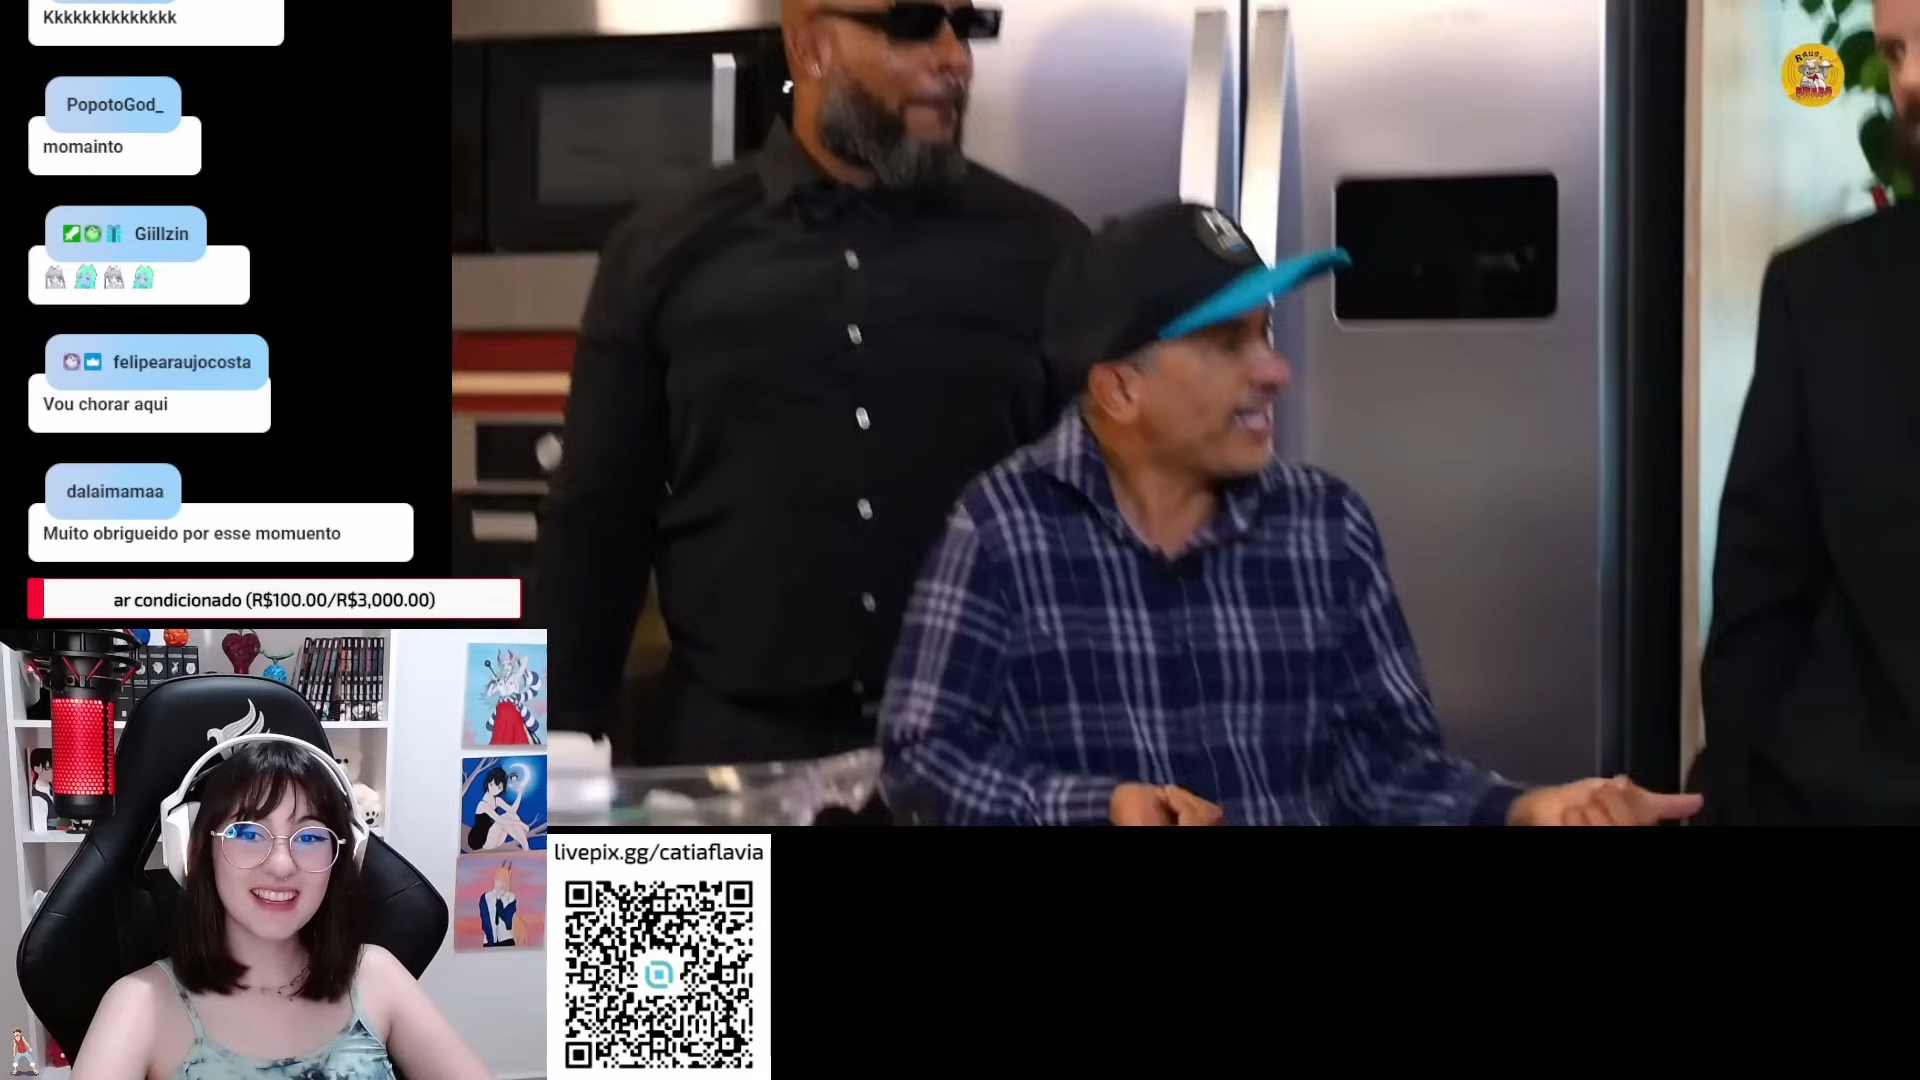 Kkkkkkkkkkkkk
PopotoGod_
momainto
Giillzin
felipearaujocosta
Vou chorar aqui
dalaimamaa
Muito obrigueido por esse momuento
ar condicionado (R$100.00/R$3,000.00)
livepix.gg/catiaflavia